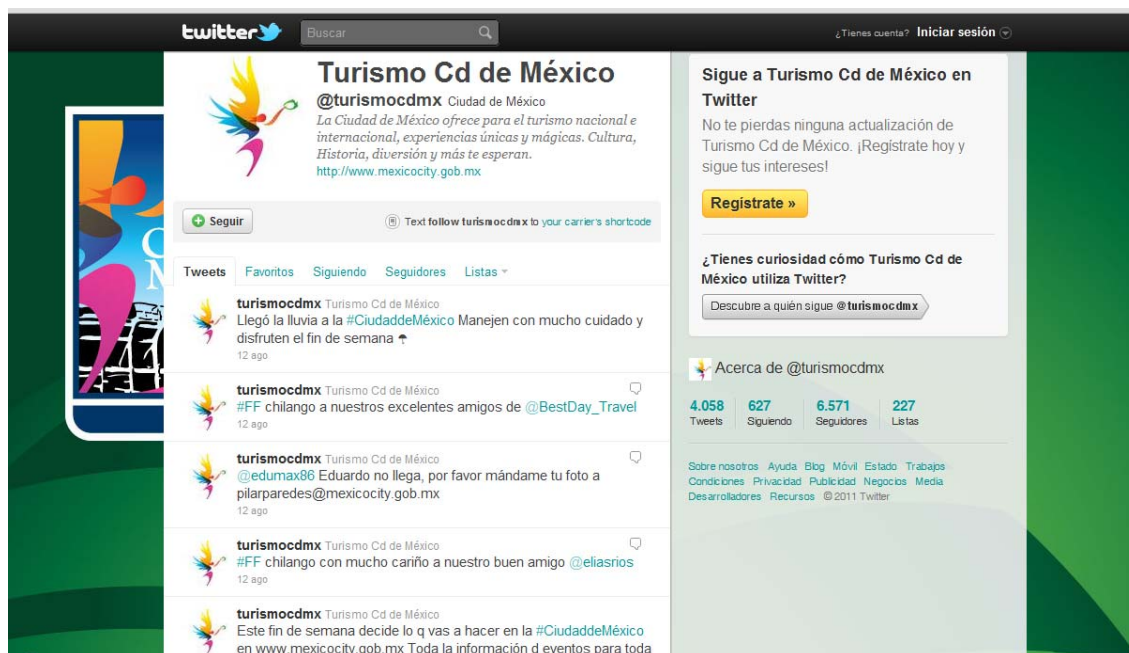 twitter
Buscar
¿Tienes cuenta? Iniciar sesión
Turismo Cd de México
@turismocdmx Ciudad de México
La Ciudad de México ofrece para el turismo nacional e
internacional, experiencias únicas y mágicas. Cultura,
Historia, diversión y más te esperan.
http://www.mexicocity.gob.mx
Seguir
Text follow turismocdmx to your carrier's shortcode
Tweets Favoritos Siguiendo Seguidores Listas
turismocdmx Turismo Cd de México
Llegó la lluvia a la #CiudaddeMéxico Manejen con mucho cuidado y
disfruten el fin de semana ☂
12 ago
turismocdmx Turismo Cd de México
#FF chilango a nuestros excelentes amigos de @BestDay_Travel
12 ago
turismocdmx Turismo Cd de México
@edumax86 Eduardo no llega, por favor mándame tu foto a
pilarparedes@mexicocity.gob.mx
12 ago
turismocdmx Turismo Cd de México
#FF chilango con mucho cariño a nuestro buen amigo @eliasrios
12 ago
turismocdmx Turismo Cd de México
Este fin de semana decide lo q vas a hacer en la #CiudaddeMéxico
en www.mexicocity.gob.mx Toda la información d eventos para toda
Sigue a Turismo Cd de México en
Twitter
No te pierdas ninguna actualización de
Turismo Cd de México. ¡Regístrate hoy y
sigue tus intereses!
Regístrate »
¿Tienes curiosidad cómo Turismo Cd de
México utiliza Twitter?
Descubre a quién sigue @turismocdmx
Acerca de @turismocdmx
4.058 627 6.571 227
Tweets Siguiendo Seguidores Listas
Sobre nosotros Ayuda Blog Móvil Estado Trabajos
Condiciones Privacidad Publicidad Negocios Media
Desarrolladores Recursos © 2011 Twitter